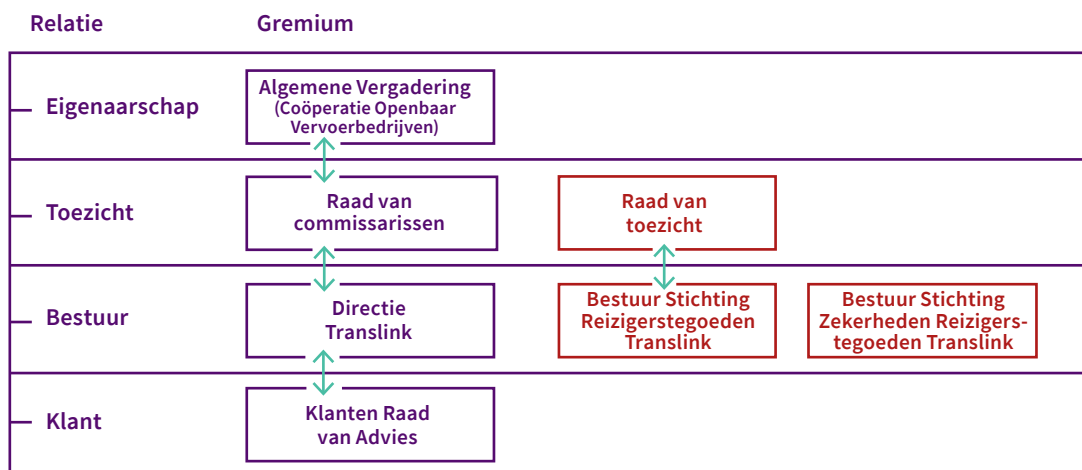 Relatie
Gremium
Eigenaarschap
Algemene Vergadering
(Coöperatie Openbaar
Vervoerbedrijven)
Toezicht
Raad van
commissarissen
Raad van
toezicht
Bestuur
Directie
Translink
Bestuur Stichting
Reizigerstegoeden
Translink
Bestuur Stichting
Zekerheden Reizigers-
tegoeden Translink
Klant
Klanten Raad
van Advies